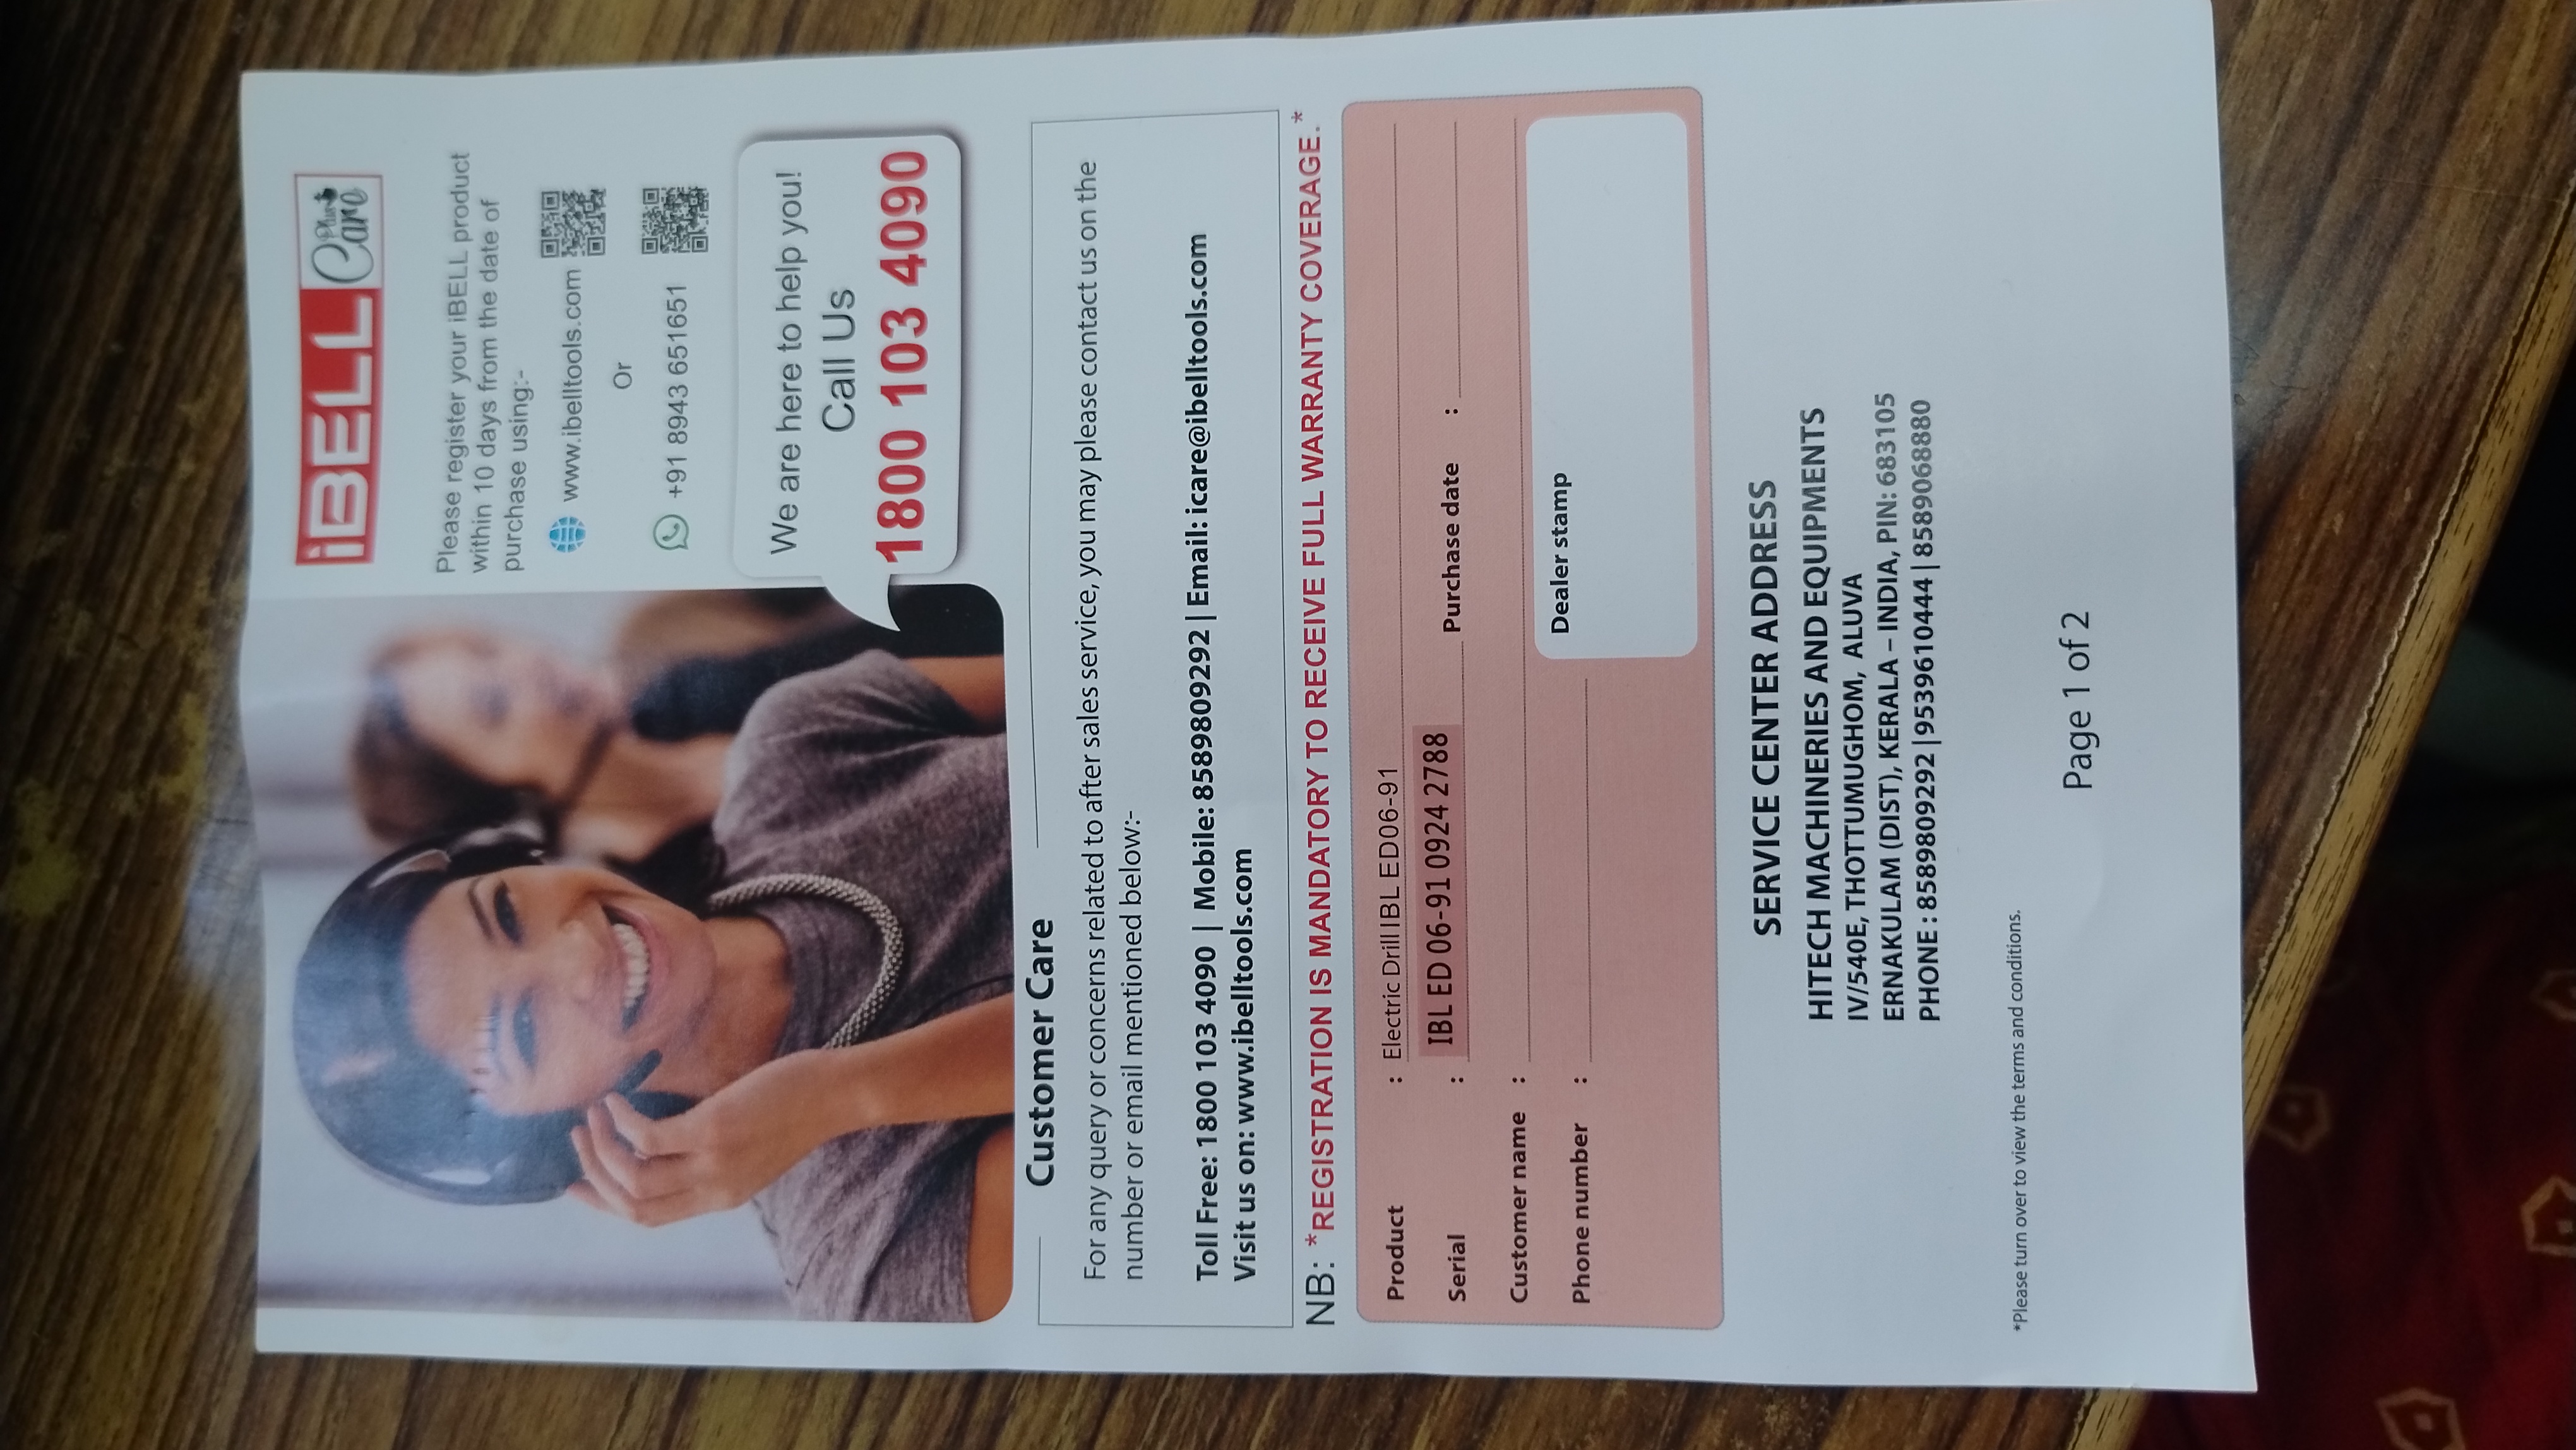 iBELL Plus Care
Please register your iBELL product
within 10 days from the date of
purchase using:-
www.ibelltools.com
Or
+91 8943 651651
We are here to help you!
Call Us
1800 103 4090
Customer Care
For any query or concerns related to after sales service, you may please contact us on the
number or email mentioned below:-
Toll Free: 1800 103 4090 | Mobile: 8589809292 | Email: icare@ibelltools.com
Visit us on: www.ibelltools.com
NB: *REGISTRATION IS MANDATORY TO RECEIVE FULL WARRANTY COVERAGE.*
Product : Electric Drill IBL ED06-91
Serial : IBL ED 06-91 0924 2788 Purchase date :
Customer name :
Phone number : Dealer stamp
SERVICE CENTER ADDRESS
HITECH MACHINERIES AND EQUIPMENTS
IV/540E, THOTTUMUGHOM, ALUVA
ERNAKULAM (DIST), KERALA – INDIA, PIN: 683105
PHONE : 8589809292 | 9539610444 | 8589068880
*Please turn over to view the terms and conditions.
Page 1 of 2